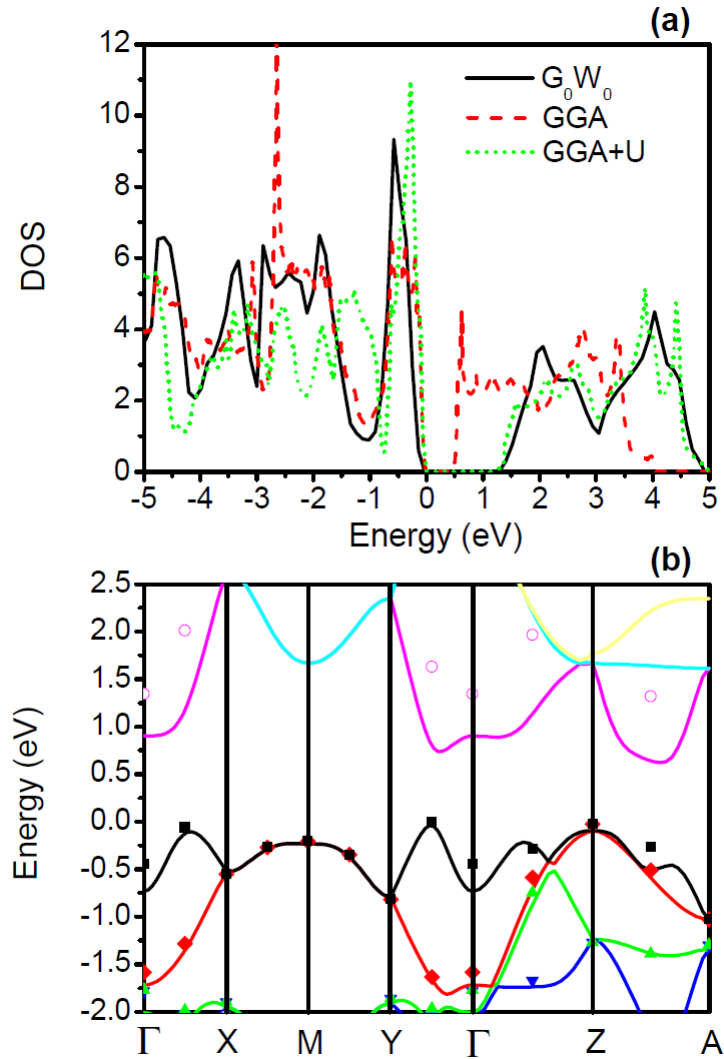 (a)
12
10
8
6
4
2
0
DOS
G₀W₀
GGA
GGA+U
-5 -4 -3 -2 -1 0 1 2 3 4 5
Energy (eV)
(b)
2.5
2.0
1.5
1.0
0.5
0.0
-0.5
-1.0
-1.5
-2.0
Energy (eV)
Γ X M Y Γ Z A